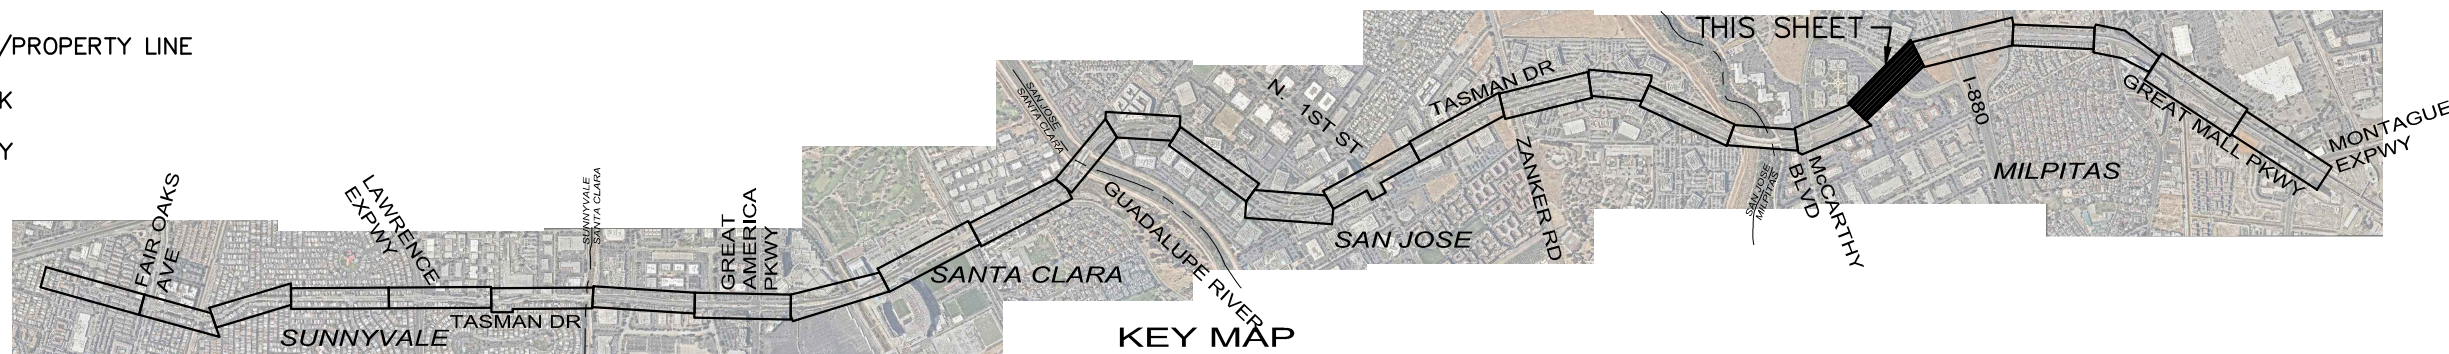 /PROPERTY LINE
K
Y
THIS SHEET
FAIR OAKS
AVE
LAWRENCE
EXPWY
SUNNYVALE
SANTA CLARA
GREAT
AMERICA
PKWY
TASMAN DR
SUNNYVALE
SANTA CLARA
SAN JOSE
SANTA CLARA
GUADALUPE RIVER
N. 1ST ST
TASMAN DR
SAN JOSE
ZANKER RD
SAN JOSE
MILPITAS
McCARTHY
BLVD
I-880
MILPITAS
GREAT MALL PKWY
MONTAGUE
EXPWY
KEY MAP